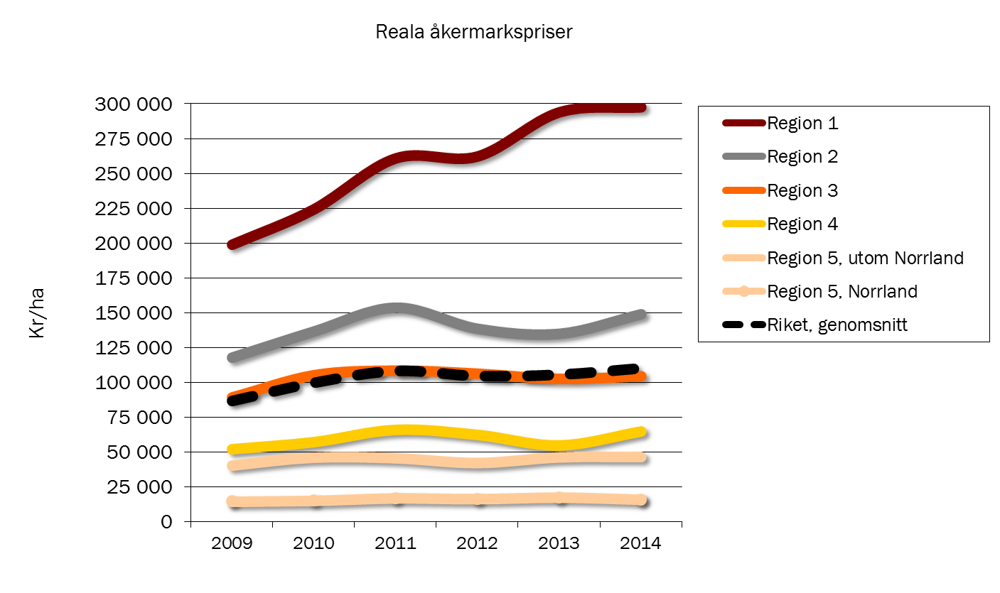 Reala åkermarkspriser
Kr/ha
300 000
275 000
250 000
225 000
200 000
175 000
150 000
125 000
100 000
75 000
50 000
25 000
0
2009 2010 2011 2012 2013 2014
Region 1
Region 2
Region 3
Region 4
Region 5, utom Norrland
Region 5, Norrland
Riket, genomsnitt